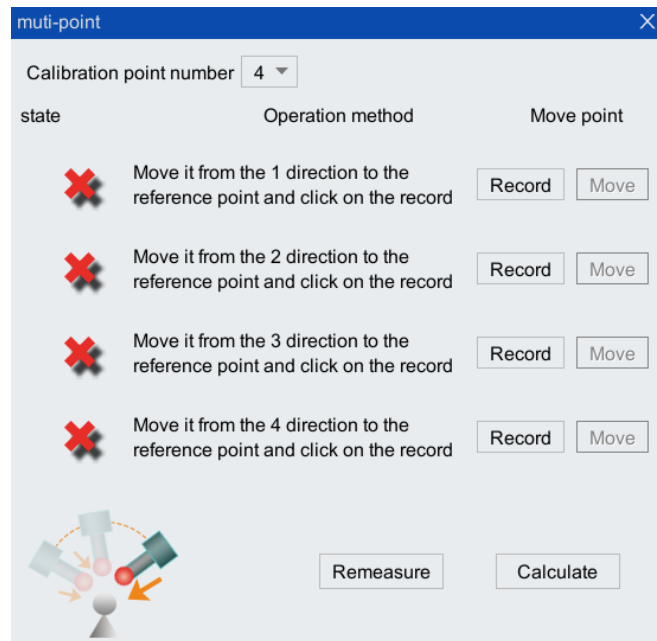 muti-point
Calibration point number 4
state Operation method Move point
Move it from the 1 direction to the
reference point and click on the record
Record Move
Move it from the 2 direction to the
reference point and click on the record
Record Move
Move it from the 3 direction to the
reference point and click on the record
Record Move
Move it from the 4 direction to the
reference point and click on the record
Record Move
Remeasure Calculate